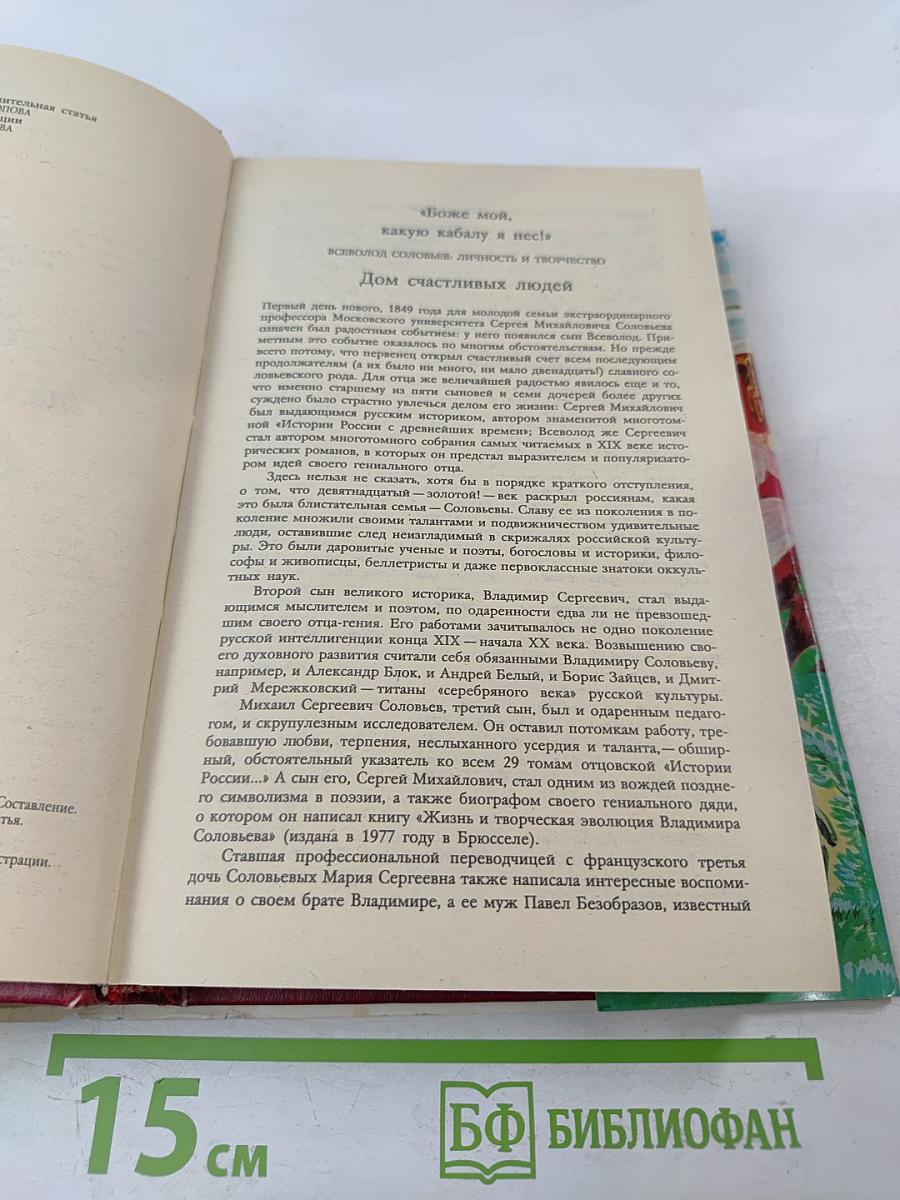 нительная статья
ОПОВА
ции
ВА
Составление.
тья.
страции.
«Боже мой,
какую кабалу я нес!»
ВСЕВОЛОД СОЛОВЬЕВ: ЛИЧНОСТЬ И ТВОРЧЕСТВО
Дом счастливых людей
Первый день нового, 1849 года для молодой семьи экстраординарного
профессора Московского университета Сергея Михайловича Соловьева
означен был радостным событием: у него появился сын Всеволод. При-
метным это событие оказалось по многим обстоятельствам. Но прежде
всего потому, что первенец открыл счастливый счет всем последующим
продолжателям (а их было ни много, ни мало двенадцать!) славного со-
ловьевского рода. Для отца же величайшей радостью явилось еще и то,
что именно старшему из пяти сыновей и семи дочерей более других
суждено было страстно увлечься делом его жизни: Сергей Михайлович
был выдающимся русским историком, автором знаменитой многотом-
ной «Истории России с древнейших времен»; Всеволод же Сергеевич
стал автором многотомного собрания самых читаемых в XIX веке исто-
рических романов, в которых он предстал выразителем и популяризато-
ром идей своего гениального отца.
Здесь нельзя не сказать, хотя бы в порядке краткого отступления,
о том, что девятнадцатый — золотой! — век раскрыл россиянам, какая
это была блистательная семья — Соловьевы. Славу ее из поколения в по-
коление множили своими талантами и подвижничеством удивительные
люди, оставившие след неизгладимый в скрижалях российской культу-
ры. Это были даровитые ученые и поэты, богословы и историки, фило-
софы и живописцы, беллетристы и даже первоклассные знатоки оккуль-
тных наук.
Второй сын великого историка, Владимир Сергеевич, стал выда-
ющимся мыслителем и поэтом, по одаренности едва ли не превзошед-
шим своего отца-гения. Его работами зачитывалось не одно поколение
русской интеллигенции конца XIX — начала XX века. Возвышению сво-
его духовного развития считали себя обязанными Владимиру Соловьеву,
например, и Александр Блок, и Андрей Белый, и Борис Зайцев, и Дмит-
рий Мережковский — титаны «серебряного века» русской культуры.
Михаил Сергеевич Соловьев, третий сын, был и одаренным педаго-
гом, и скрупулезным исследователем. Он оставил потомкам работу, тре-
бовавшую любви, терпения, неслыханного усердия и таланта,— обшир-
ный, обстоятельный указатель ко всем 29 томам отцовской «Истории
России...» А сын его, Сергей Михайлович, стал одним из вождей поздне-
го символизма в поэзии, а также биографом своего гениального дяди,
о котором он написал книгу «Жизнь и творческая эволюция Владимира
Соловьева» (издана в 1977 году в Брюсселе).
Ставшая профессиональной переводчицей с французского третья
дочь Соловьевых Мария Сергеевна также написала интересные воспоми-
нания о своем брате Владимире, а ее муж Павел Безобразов, известный
15 см
БФ БИБЛИОФАН